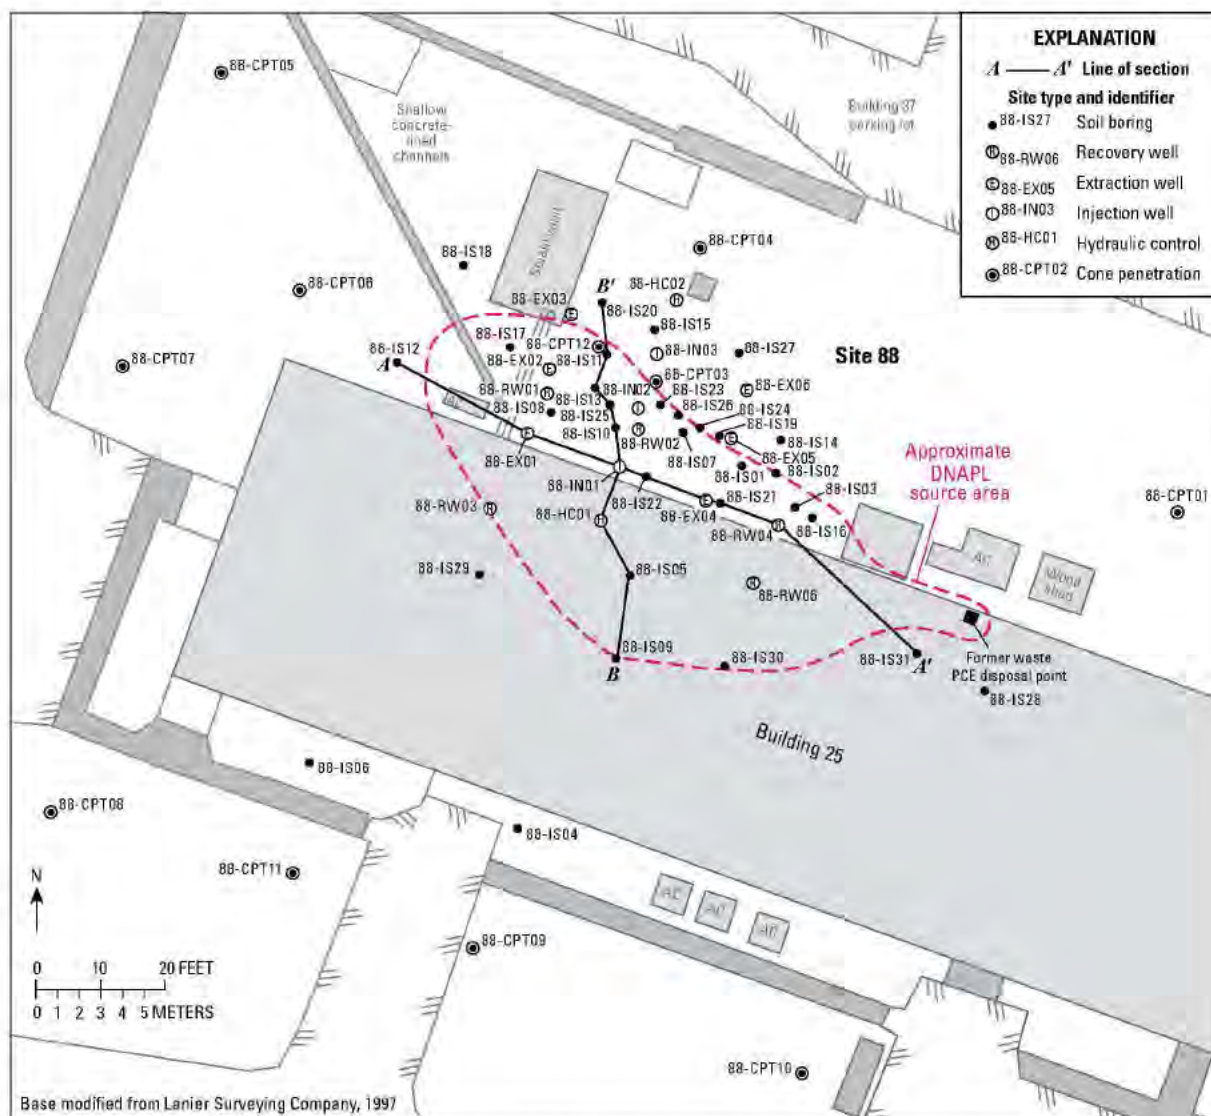 EXPLANATION
A A' Line of section
Site type and identifier
88-IS27 Soil boring
88-RW06 Recovery well
88-EX05 Extraction well
88-IN03 Injection well
88-HC01 Hydraulic control
88-CPT02 Cone penetration
88-CPT05
Shallow
concrete-
lined
channels
Building 37
parking lot
88-CPT04
88-IS18
88-CPT06
88-HC02
B'
88-EX03
88-IS20
88-IS15
88-IS17
88-CPT12
88-IN03
88-IS27
Site 88
88-IS12
A
88-CPT07
88-EX02
88-IS11
88-CPT03
88-RW01
88-IN02
88-IS23
88-EX06
AC
88-IS13
88-IS26
88-IS08
88-IS25
88-IS24
88-IS19
88-IS10
88-RW02
88-IS14
88-EX05
88-EX01
88-IS07
88-IS01
88-IS02
Approximate
DNAPL
source area
88-IN01
88-IS22
88-IS21
88-IS03
88-CPT01
88-RW03
88-HC01
88-EX04
88-RW04
88-IS16
AC
Wood
shed
88-IS29
88-IS05
88-RW06
88-IS09
B
88-IS30
88-IS31
A'
Former waste
PCE disposal point
88-IS28
Building 25
88-IS06
88-CPT08
88-IS04
88-CPT11
AC
AC
AC
N
88-CPT09
0 10 20 FEET
0 1 2 3 4 5 METERS
88-CPT10
Base modified from Lanier Surveying Company, 1997